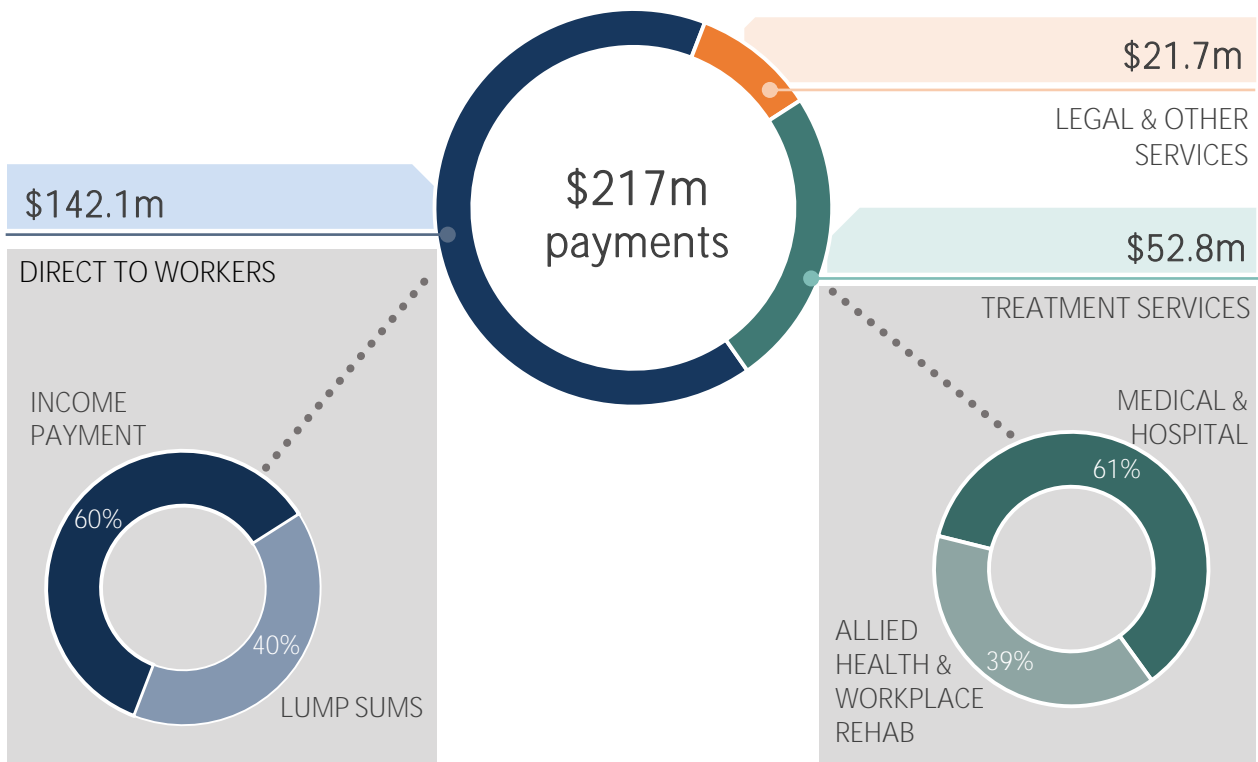 $217m
payments
$21.7m
LEGAL & OTHER
SERVICES
$142.1m
DIRECT TO WORKERS
INCOME
PAYMENT
60%
40%
LUMP SUMS
$52.8m
TREATMENT SERVICES
MEDICAL &
HOSPITAL
61%
39%
ALLIED
HEALTH &
WORKPLACE
REHAB